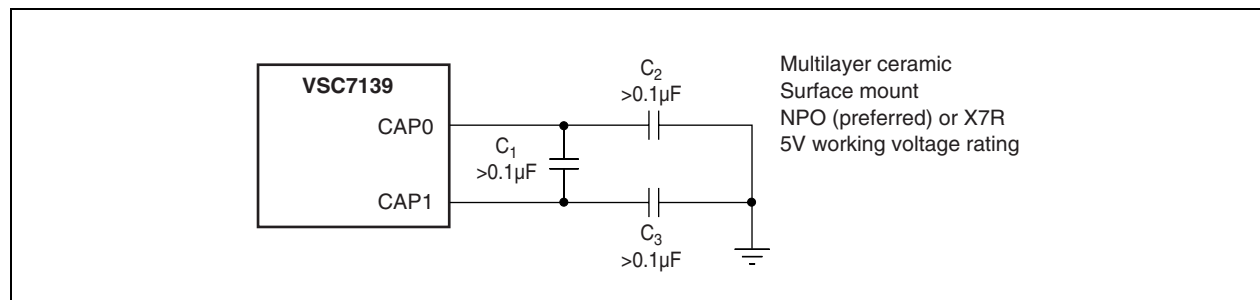 VSC7139
CAP0
CAP1
C1
>0.1µF
C2
>0.1µF
C3
>0.1µF
Multilayer ceramic
Surface mount
NPO (preferred) or X7R
5V working voltage rating